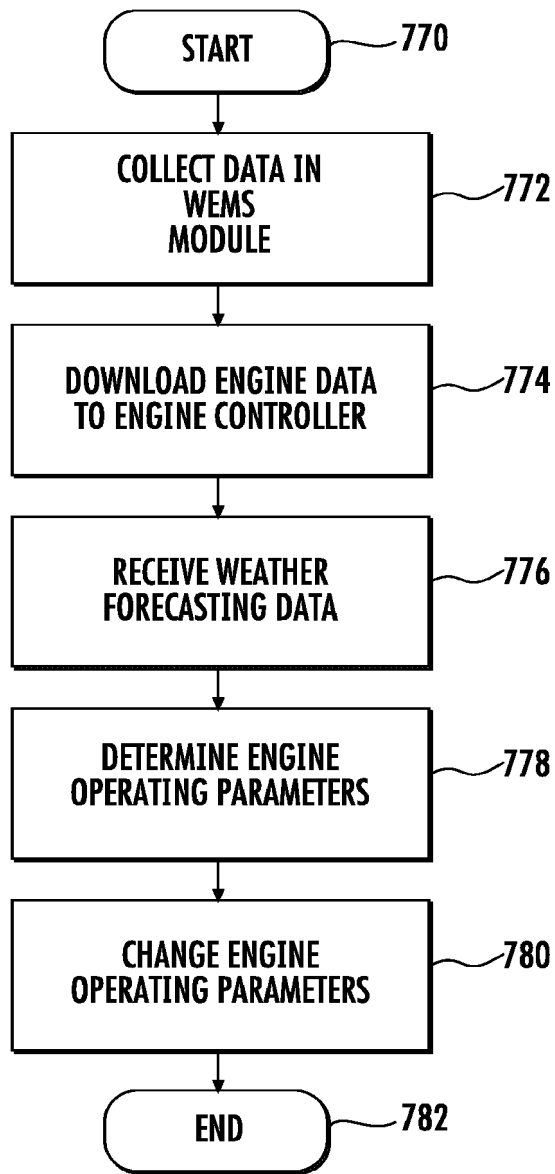 START
770
COLLECT DATA IN
WEMS
MODULE
772
DOWNLOAD ENGINE DATA
TO ENGINE CONTROLLER
774
RECEIVE WEATHER
FORECASTING DATA
776
DETERMINE ENGINE
OPERATING PARAMETERS
778
CHANGE ENGINE
OPERATING PARAMETERS
780
END
782